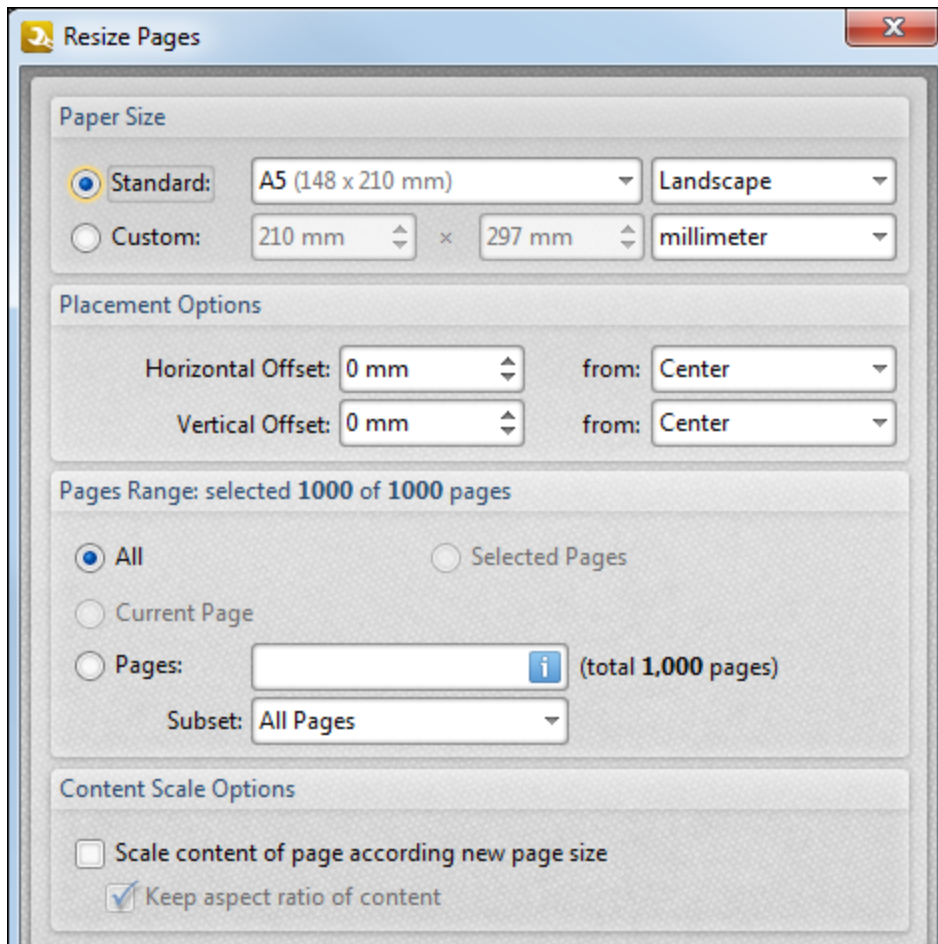 Resize Pages
Paper Size
Standard: A5 (148 x 210 mm) Landscape
Custom: 210 mm × 297 mm millimeter
Placement Options
Horizontal Offset: 0 mm from: Center
Vertical Offset: 0 mm from: Center
Pages Range: selected 1000 of 1000 pages
All Selected Pages
Current Page
Pages: i (total 1,000 pages)
Subset: All Pages
Content Scale Options
Scale content of page according new page size
Keep aspect ratio of content